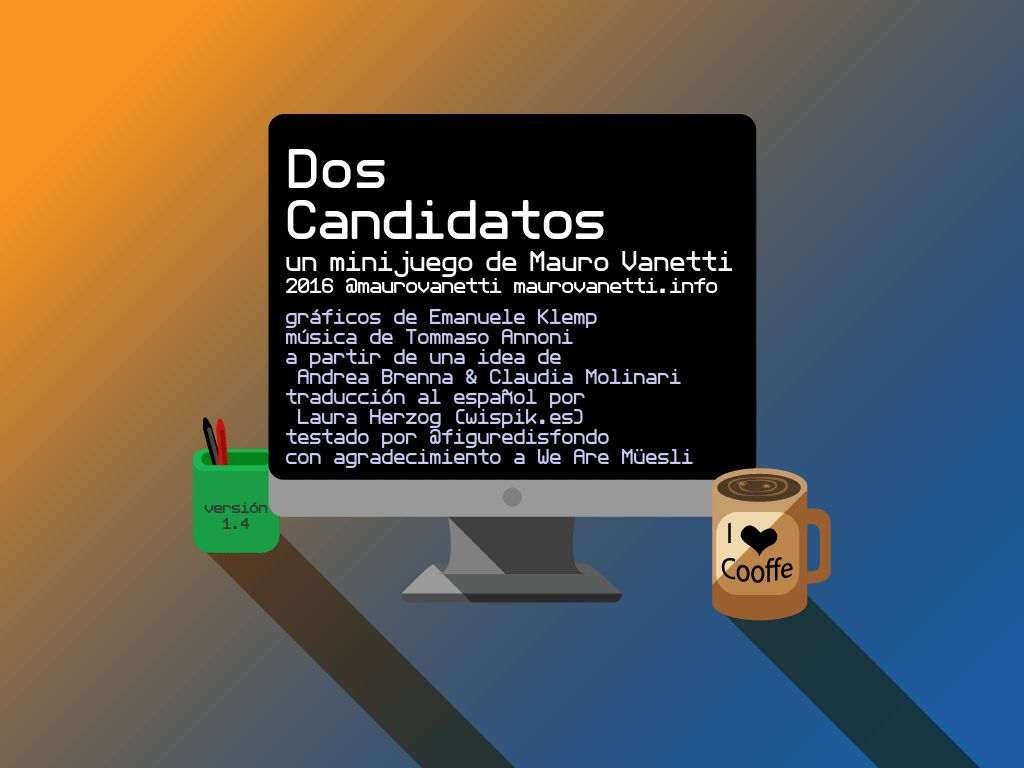 Dos
Candidatos
un minijuego de Mauro Vanetti
2016 @maurovanetti maurovanetti.info
gráficos de Emanuele Klemp
música de Tommaso Annoni
a partir de una idea de
Andrea Brenna & Claudia Molinari
traducción al español por
Laura Herzog (wispik.es)
testado por @figuredisfondo
con agradecimiento a We Are Müesli
versión
1.4
I ❤
Cooffe